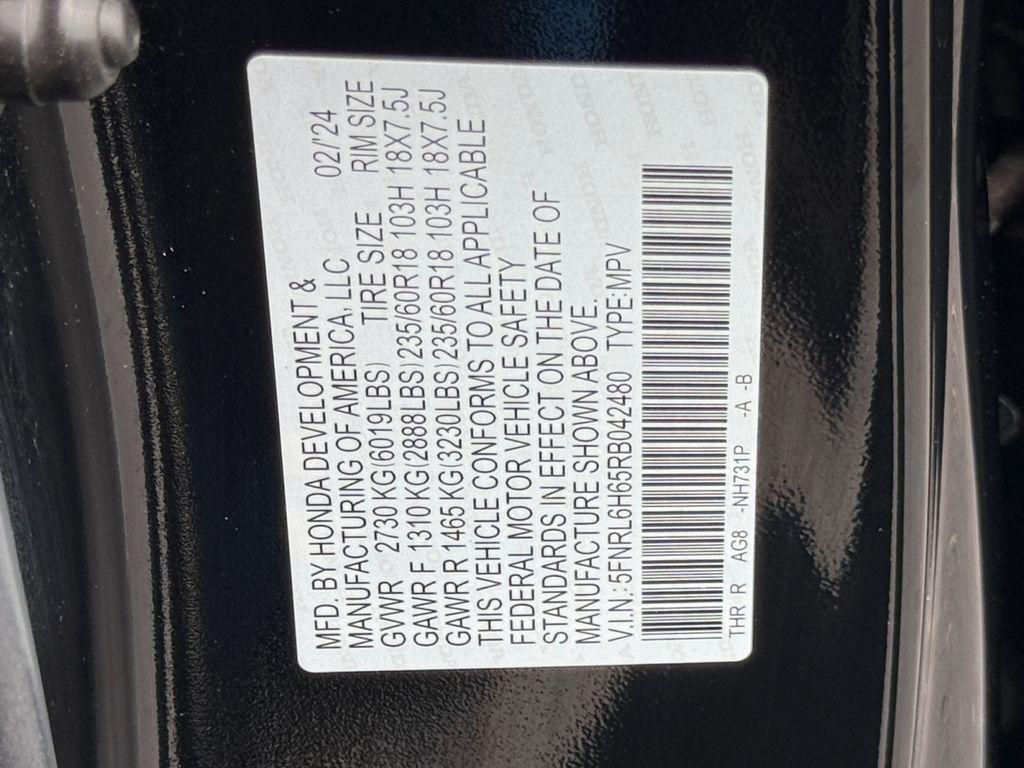 MFD. BY HONDA DEVELOPMENT & 02/'24
MANUFACTURING OF AMERICA, LLC
GVWR 2730 KG(6019LBS) TIRE SIZE RIM SIZE
GAWR F 1310 KG(2888LBS) 235/60R18 103H 18X7.5J
GAWR R 1465 KG(3230LBS) 235/60R18 103H 18X7.5J
THIS VEHICLE CONFORMS TO ALL APPLICABLE
FEDERAL MOTOR VEHICLE SAFETY
STANDARDS IN EFFECT ON THE DATE OF
MANUFACTURE SHOWN ABOVE.
V.I.N.:5FNRL6H65RB042480 TYPE:MPV
THR R AG8 -NH731P -A -B